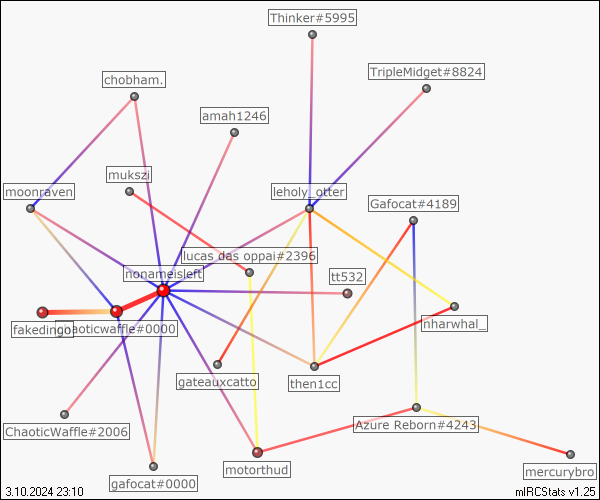 Thinker#5995
TripleMidget#8824
chobham.
amah1246
mukszi
moonraven
leholy_otter
Gafocat#4189
lucas das oppai#2396
nonameisleft
tt532
nharwhal_
fakedingo
chaoticwaffle#0000
gateauxcatto
then1cc
ChaoticWaffle#2006
Azure Reborn#4243
motorthud
mercurybro
gafocat#0000
3.10.2024 23:10
mIRCStats v1.25